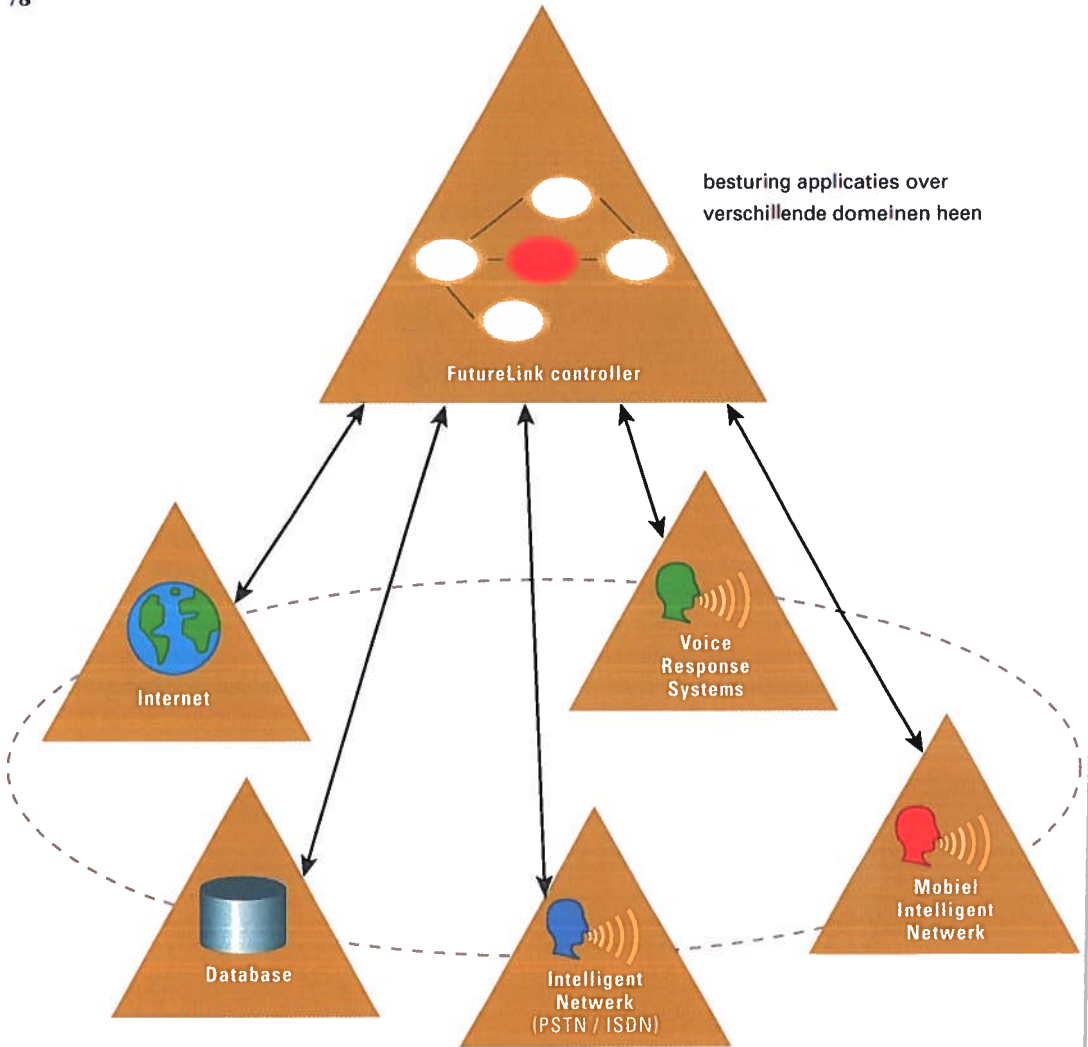 78
besturing applicaties over
verschillende domeinen heen
FutureLink controller
Internet
Voice
Response
Systems
Database
Intelligent
Netwerk
(PSTN / ISDN)
Mobiel
Intelligent
Netwerk